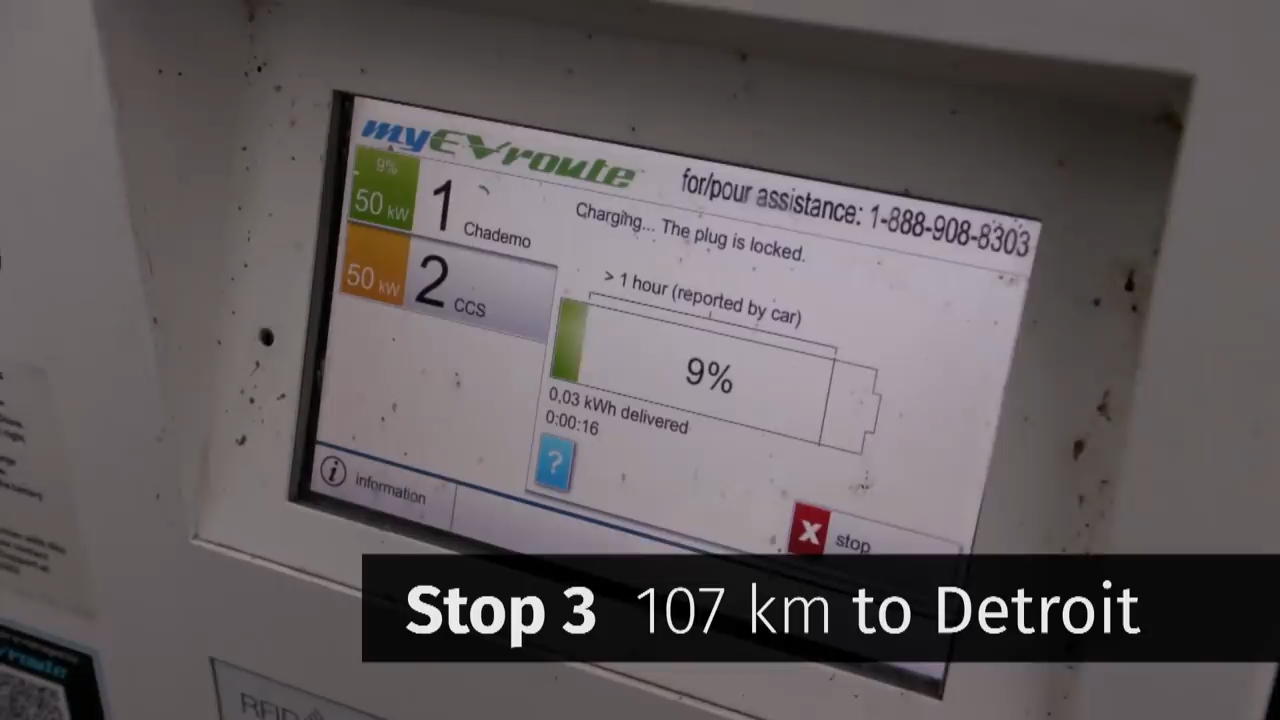 myEVroute
for/pour assistance: 1-888-908-8303
9%
50 kW
1
Chademo
Charging... The plug is locked.
50 kW
2
CCS
> 1 hour (reported by car)
9%
0,03 kWh delivered
0:00:16
?
i
information
X
stop
Stop 3 107 km to Detroit
RFID